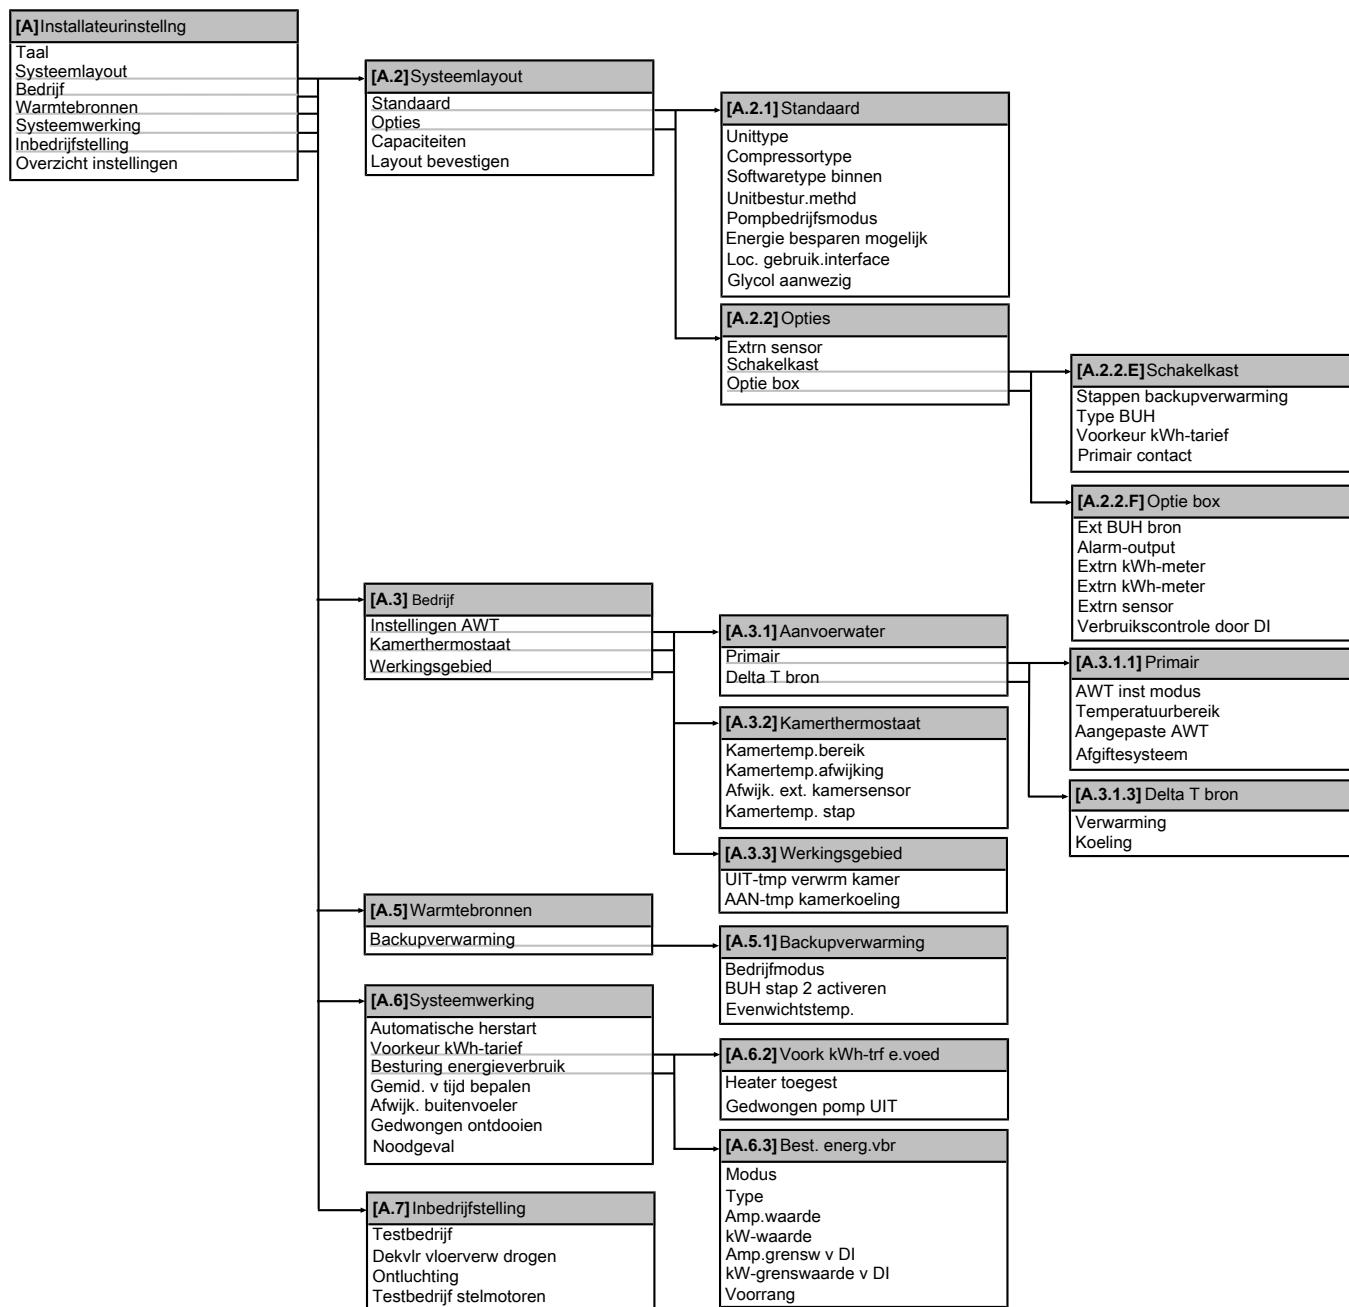 [A]Installateurinstellng
Taal
Systeemlayout
Bedrijf
Warmtebronnen
Systeemwerking
Inbedrijfstelling
Overzicht instellingen
[A.2]Systeemlayout
Standaard
Opties
Capaciteiten
Layout bevestigen
[A.2.1] Standaard
Unittype
Compressortype
Softwaretype binnen
Unitbestur.methd
Pompbedrijfsmodus
Energie besparen mogelijk
Loc. gebruik.interface
Glycol aanwezig
[A.2.2] Opties
Extrn sensor
Schakelkast
Optie box
[A.2.2.E] Schakelkast
Stappen backupverwarming
Type BUH
Voorkeur kWh-tarief
Primair contact
[A.2.2.F] Optie box
Ext BUH bron
Alarm-output
Extrn kWh-meter
Extrn kWh-meter
Extrn sensor
Verbruikscontrole door DI
[A.3] Bedrijf
Instellingen AWT
Kamerthermostaat
Werkingsgebied
[A.3.1] Aanvoerwater
Primair
Delta T bron
[A.3.1.1] Primair
AWT inst modus
Temperatuurbereik
Aangepaste AWT
Afgiftesysteem
[A.3.1.3] Delta T bron
Verwarming
Koeling
[A.3.2] Kamerthermostaat
Kamertemp.bereik
Kamertemp.afwijking
Afwijk. ext. kamersensor
Kamertemp. stap
[A.3.3] Werkingsgebied
UIT-tmp verwrm kamer
AAN-tmp kamerkoeling
[A.5] Warmtebronnen
Backupverwarming
[A.5.1] Backupverwarming
Bedrijfmodus
BUH stap 2 activeren
Evenwichtstemp.
[A.6] Systeemwerking
Automatische herstart
Voorkeur kWh-tarief
Besturing energieverbruik
Gemid. v tijd bepalen
Afwijk. buitenvoeler
Gedwongen ontdooien
Noodgeval
[A.6.2] Voork kWh-trf e.voed
Heater toegest
Gedwongen pomp UIT
[A.6.3] Best. energ.vbr
Modus
Type
Amp.waarde
kW-waarde
Amp.grensw v DI
kW-grenswaarde v DI
Voorrang
[A.7] Inbedrijfstelling
Testbedrijf
Dekvlr vloerverw drogen
Ontluchting
Testbedrijf stelmotoren